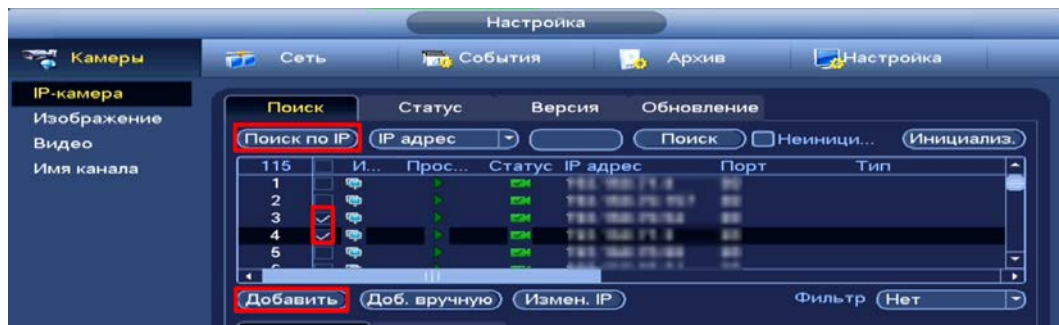 Настройка
Камеры Сеть События Архив Настройка
IP-камера
Изображение
Видео
Имя канала
Поиск Статус Версия Обновление
Поиск по IP IP адрес Поиск Неиници... Инициализ.
115 И... Прос... Статус IP адрес Порт Тип
1
2
3
4
5
Добавить Доб. вручную Измен. IP Фильтр Нет